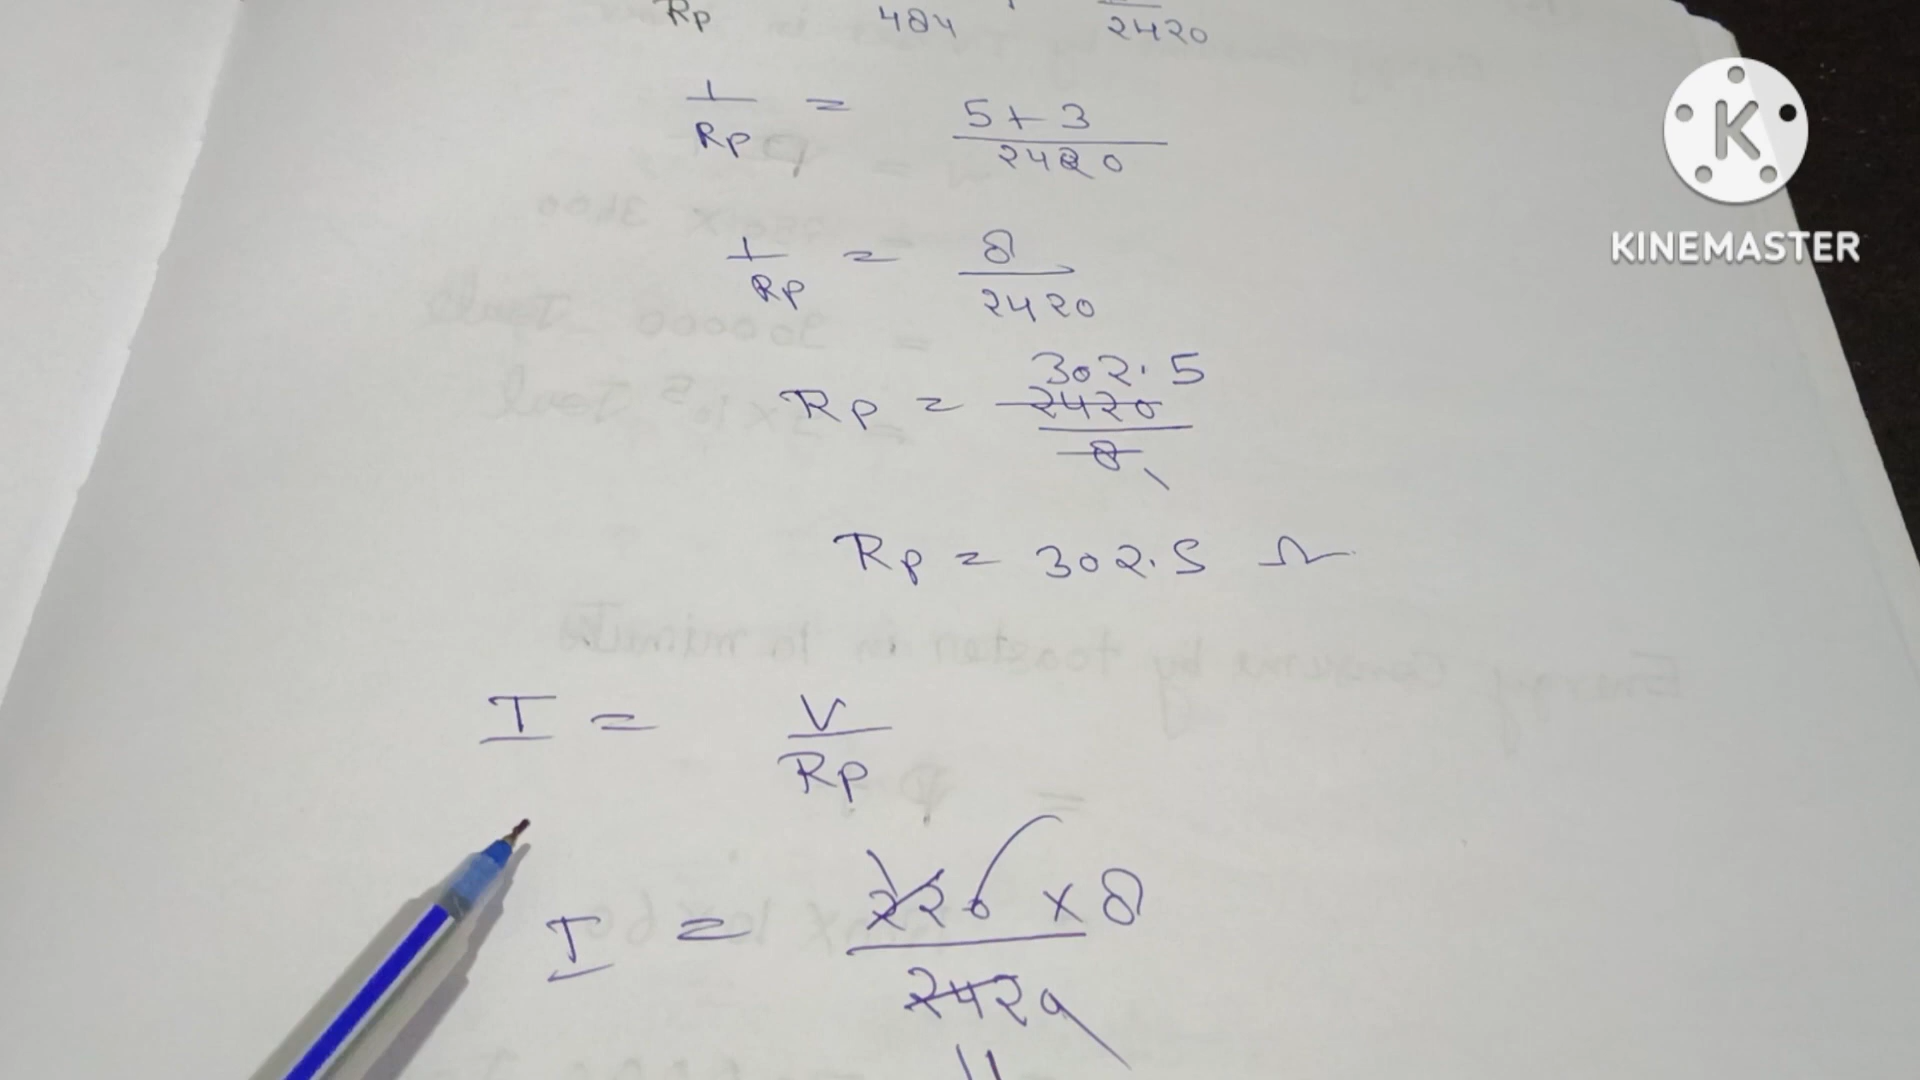 Rp 484 2420
1/Rp = 5+3/2420
1/Rp = 8/2420
302.5
Rp = 2420/8
Rp = 302.5 Ω
I = V/Rp
I = 220 × 8/2420
11
K
KINEMASTER